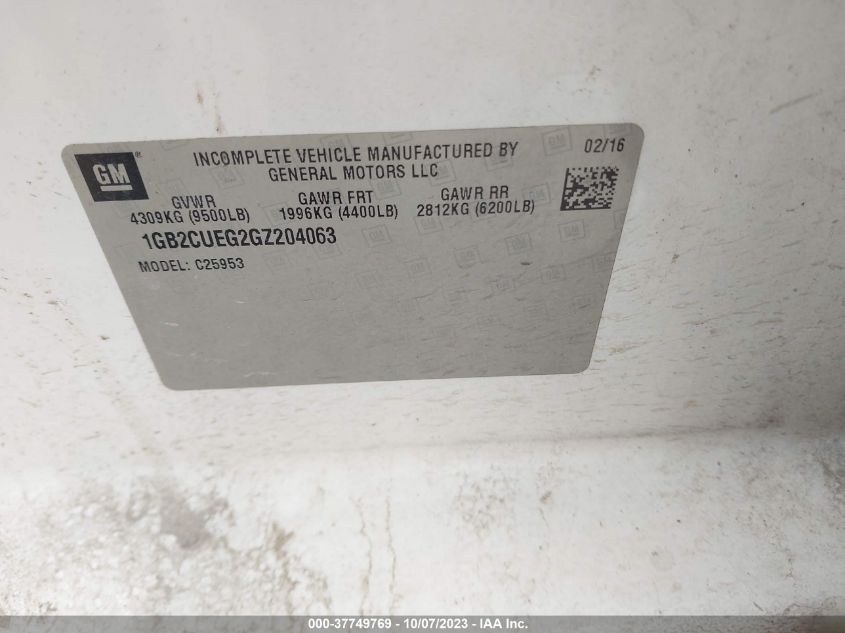 GM ®
INCOMPLETE VEHICLE MANUFACTURED BY
GENERAL MOTORS LLC
02/16
GVWR GAWR FRT GAWR RR
4309KG (9500LB) 1996KG (4400LB) 2812KG (6200LB)
1GB2CUEG2GZ204063
MODEL: C25953
000-37749769 - 10/07/2023 - IAA Inc.